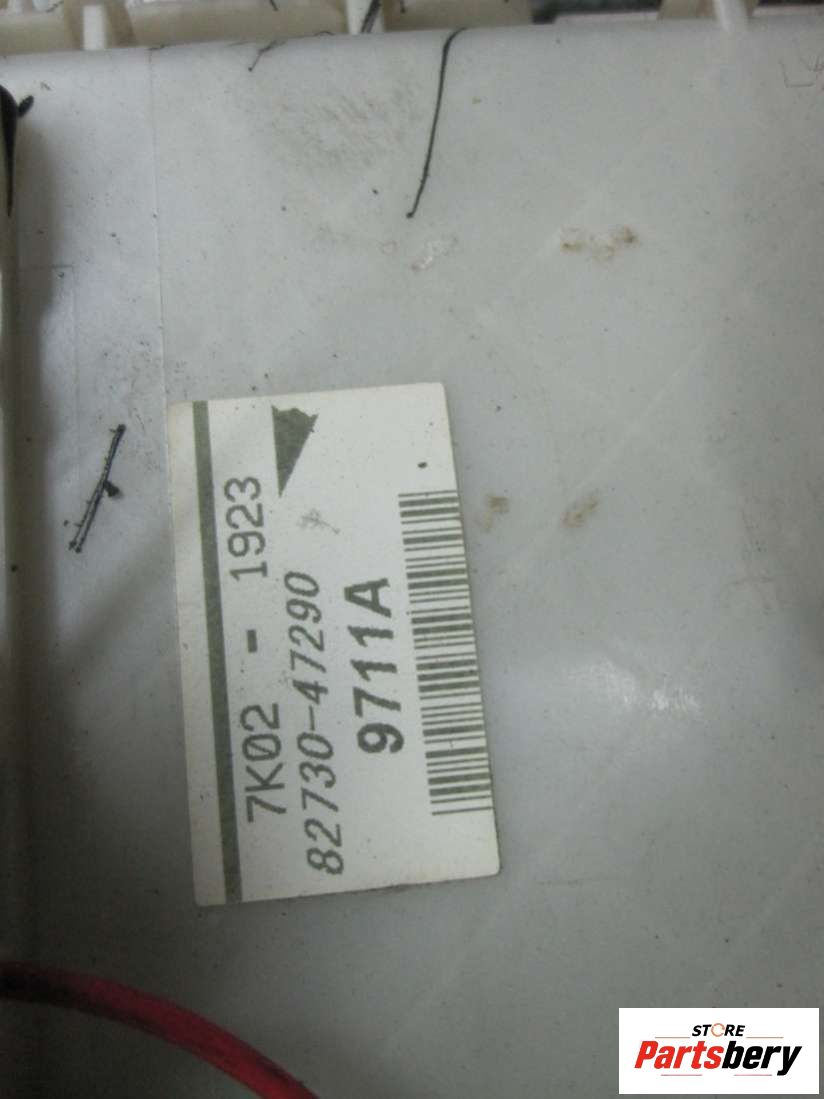 7K02 - 1923
82730-47290
9711A
STORE
Partsbery